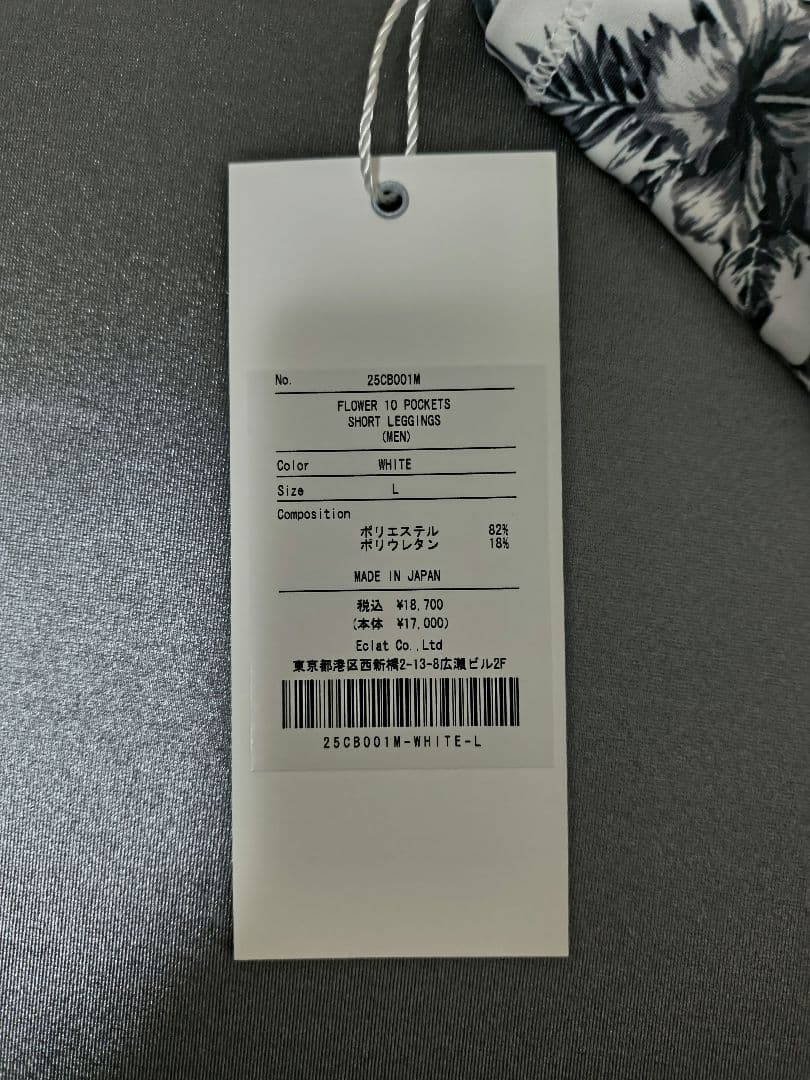 No. 25CB001M
FLOWER 10 POCKETS
SHORT LEGGINGS
(MEN)
Color WHITE
Size L
Composition
ポリエステル 82%
ポリウレタン 18%
MADE IN JAPAN
税込 ¥18,700
(本体 ¥17,000)
Eclat Co.,Ltd
東京都港区西新橋2-13-8広瀬ビル2F
25CB001M-WHITE-L